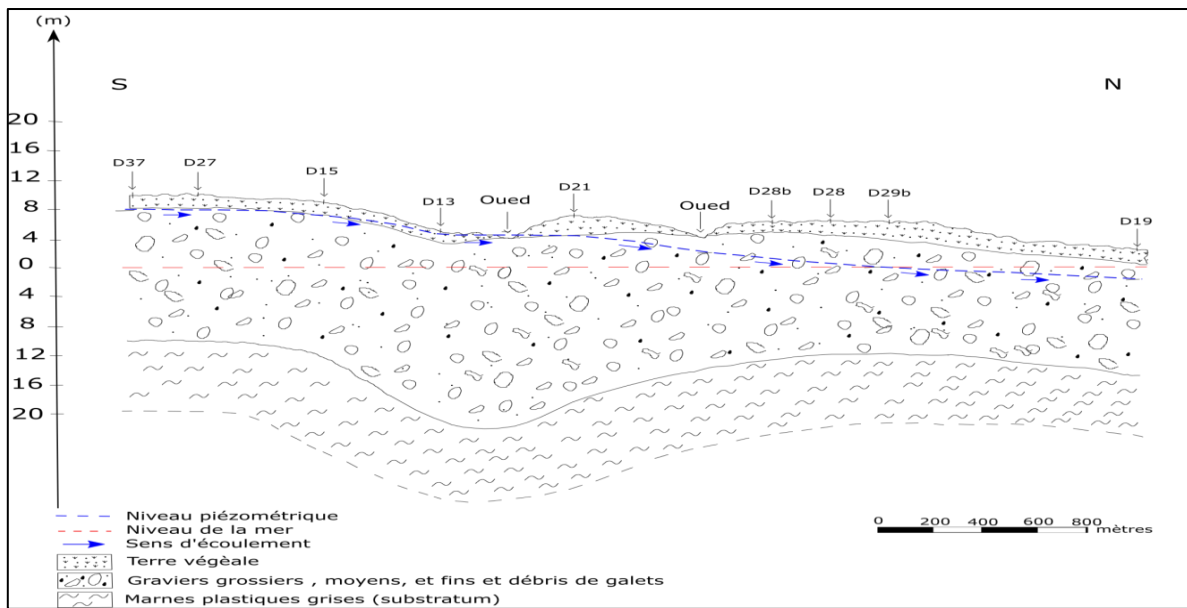 (m)
S N
20
16
12
8
4
0
4
8
12
16
20
D37 D27 D15 D13 Oued D21 Oued D28b D28 D29b D19
Niveau piézométrique
Niveau de la mer
Sens d'écoulement
Terre végèale
Graviers grossiers , moyens, et fins et débris de galets
Marnes plastiques grises (substratum)
0 200 400 600 800 mètres